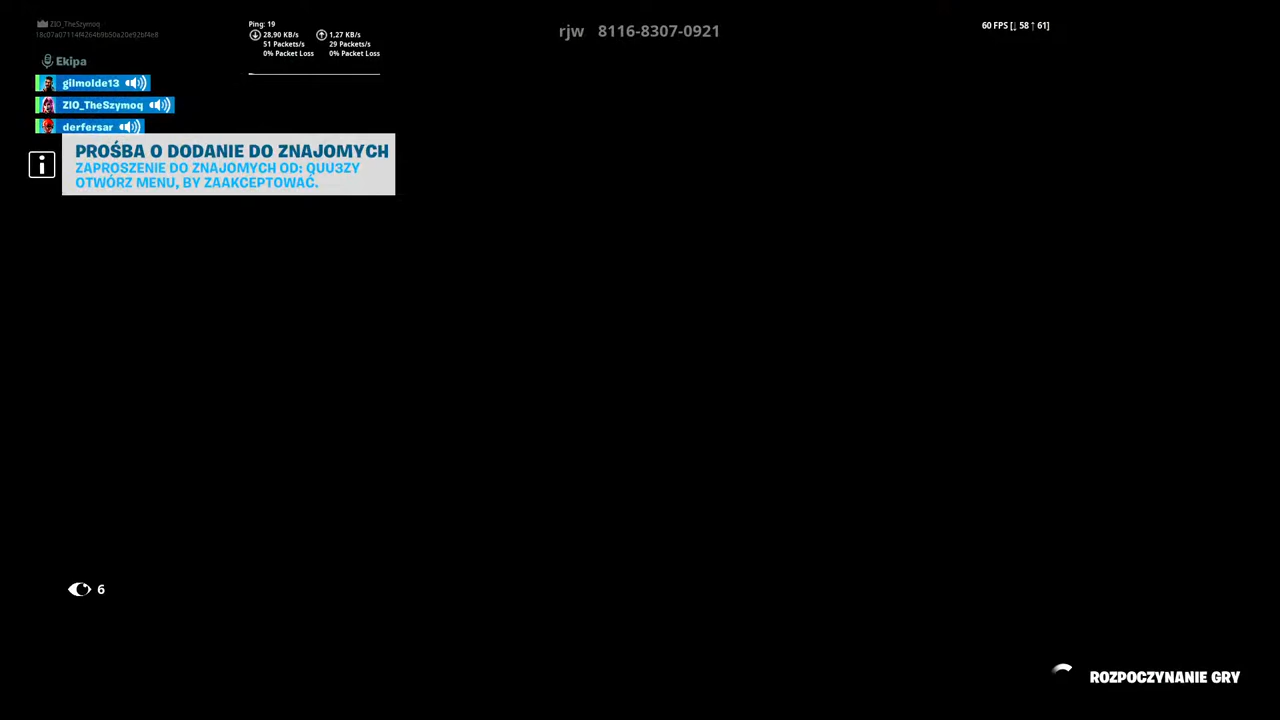 ZIO_TheSzymoq
Ping: 19
28,90 KB/s 1,27 KB/s
51 Packets/s 29 Packets/s
0% Packet Loss 0% Packet Loss
rjw 8116-8307-0921
60 FPS [↓ 58 ↑ 61]
Ekipa
gilmolde13
ZIO_TheSzymoq
derfersar
PROŚBA O DODANIE DO ZNAJOMYCH
ZAPROSZENIE DO ZNAJOMYCH OD: QUU3ZY
OTWÓRZ MENU, BY ZAAKCEPTOWAĆ.
6
ROZPOCZYNANIE GRY